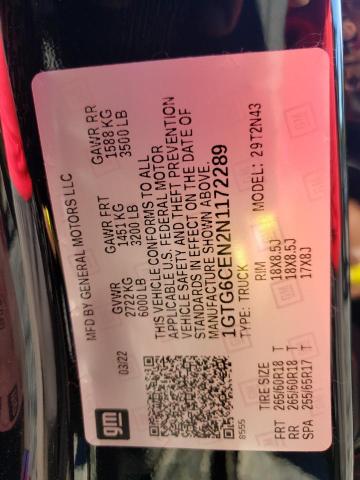 gm
MFD BY GENERAL MOTORS LLC
03/22
GVWR GAWR FRT GAWR RR
2722 KG 1451 KG 1588 KG
6000 LB 3200 LB 3500 LB
THIS VEHICLE CONFORMS TO ALL
APPLICABLE U.S. FEDERAL MOTOR
VEHICLE SAFETY AND THEFT PREVENTION
STANDARDS IN EFFECT ON THE DATE OF
MANUFACTURE SHOWN ABOVE.
1GTG6CEN2N1172289
8555 TYPE: TRUCK MODEL: 29T2N43
TIRE SIZE RIM
FRT 265/60R18 T 18X8.5J
RR 265/60R18 T 18X8.5J
SPA 255/65R17 T 17X8J